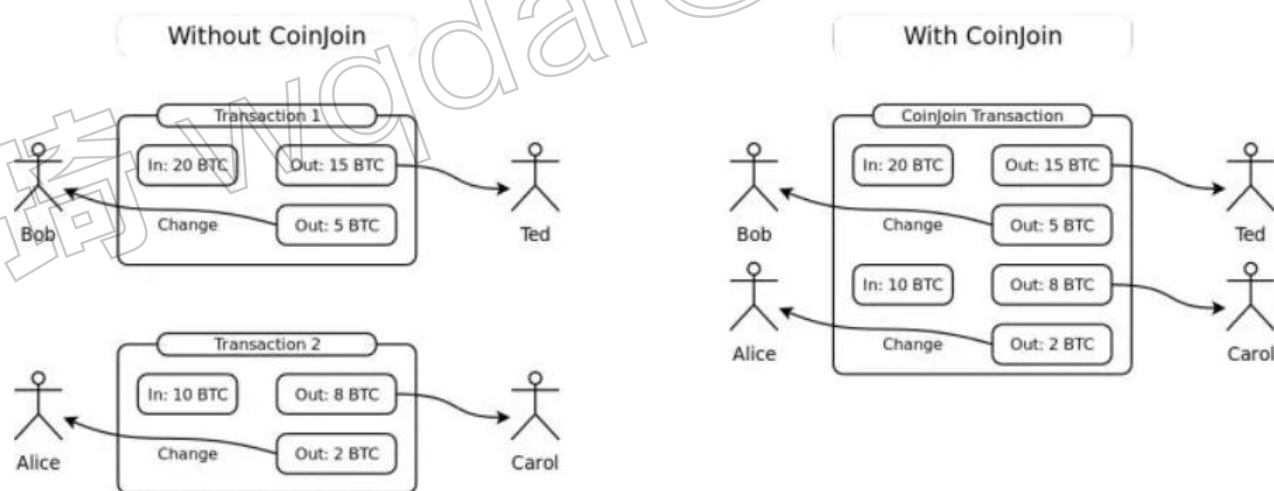 Without CoinJoin
Transaction 1
In: 20 BTC
Out: 15 BTC
Change
Out: 5 BTC
Bob
Ted
Transaction 2
In: 10 BTC
Out: 8 BTC
Change
Out: 2 BTC
Alice
Carol
With CoinJoin
CoinJoin Transaction
In: 20 BTC
Out: 15 BTC
Change
Out: 5 BTC
Bob
Ted
In: 10 BTC
Out: 8 BTC
Change
Out: 2 BTC
Alice
Carol
琦